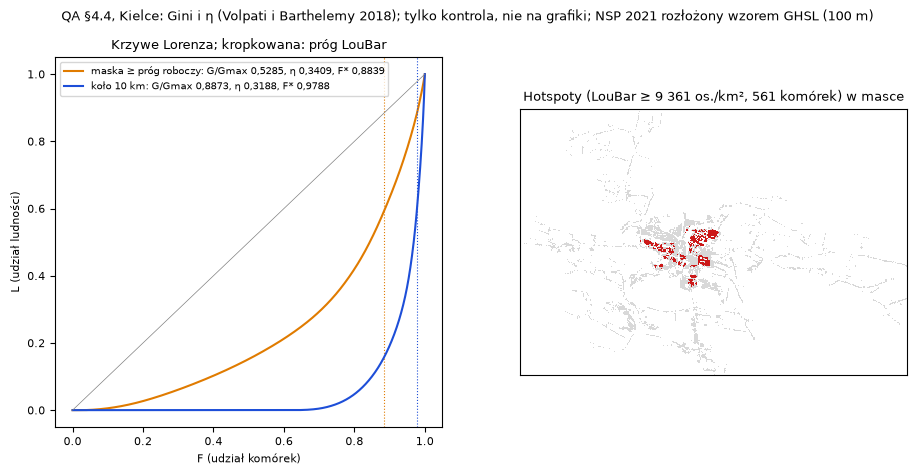 QA §4.4, Kielce: Gini i η (Volpati i Barthelemy 2018); tylko kontrola, nie na grafiki; NSP 2021 rozłożony wzorem GHSL (100 m)
Krzywe Lorenza; kropkowana: próg LouBar
maska ≥ próg roboczy: G/Gmax 0,5285, η 0,3409, F* 0,8839
koło 10 km: G/Gmax 0,8873, η 0,3188, F* 0,9788
1.0
0.8
0.6
0.4
0.2
0.0
L (udział ludności)
0.0 0.2 0.4 0.6 0.8 1.0
F (udział komórek)
Hotspoty (LouBar ≥ 9 361 os./km², 561 komórek) w masce